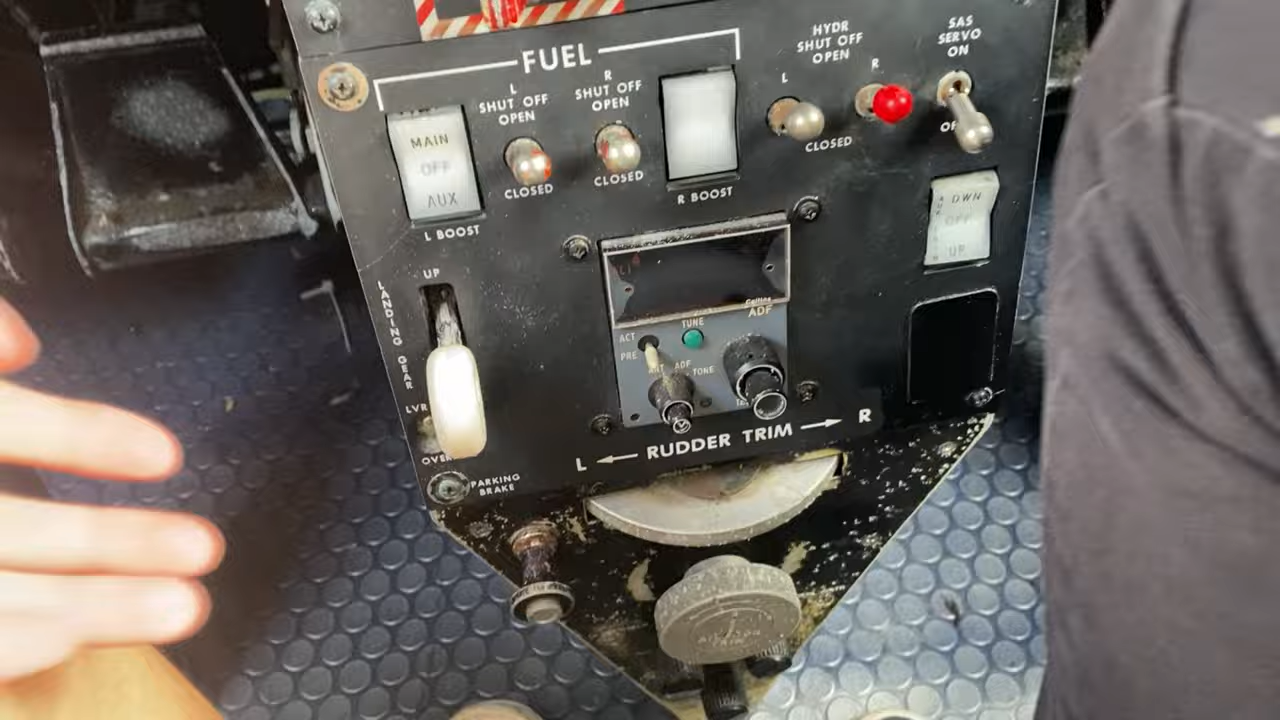 FUEL
HYDR
SHUT OFF
OPEN
SAS
SERVO
ON
L
SHUT OFF
OPEN
R
SHUT OFF
OPEN
L
R
MAIN
OFF
AUX
CLOSED
CLOSED
CLOSED
L BOOST
R BOOST
DWN
OFF
UP
UP
LANDING GEAR
Collins
ADF
TUNE
ACT
PRE
ANT
ADF
TONE
LVR
L
RUDDER TRIM
R
PARKING
BRAKE